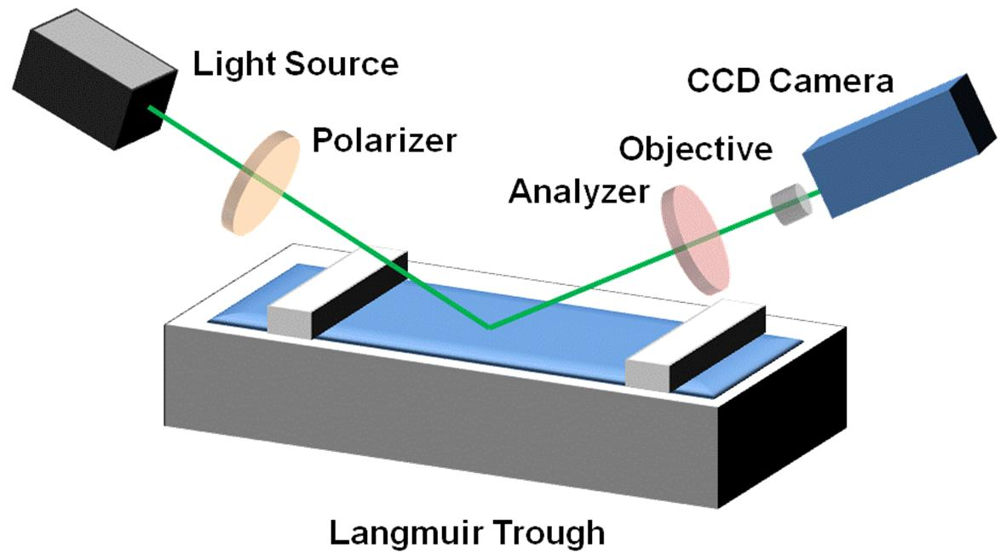 Light Source
CCD Camera
Polarizer
Objective
Analyzer
Langmuir Trough